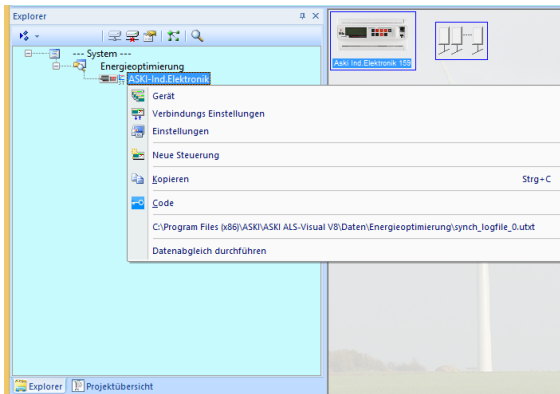 Explorer
--- System ---
Energieoptimierung
ASKI-Ind.Elektronik
Aski Ind Elektronik 159
Gerät
Verbindungs Einstellungen
Einstellungen
Neue Steuerung
Kopieren Strg+C
Code
C:\Program Files (x86)\ASKI\ASKI ALS-Visual V8\Daten\Energieoptimierung\synch_logfile_0.utxt
Datenabgleich durchführen
Explorer Projektübersicht